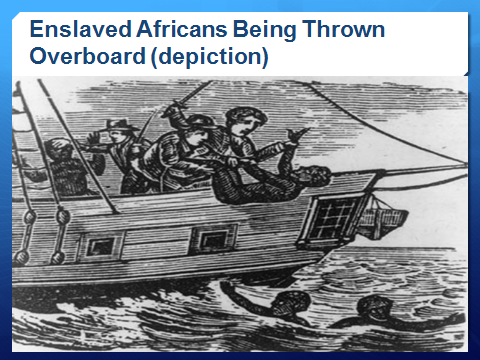 Enslaved Africans Being Thrown
Overboard (depiction)